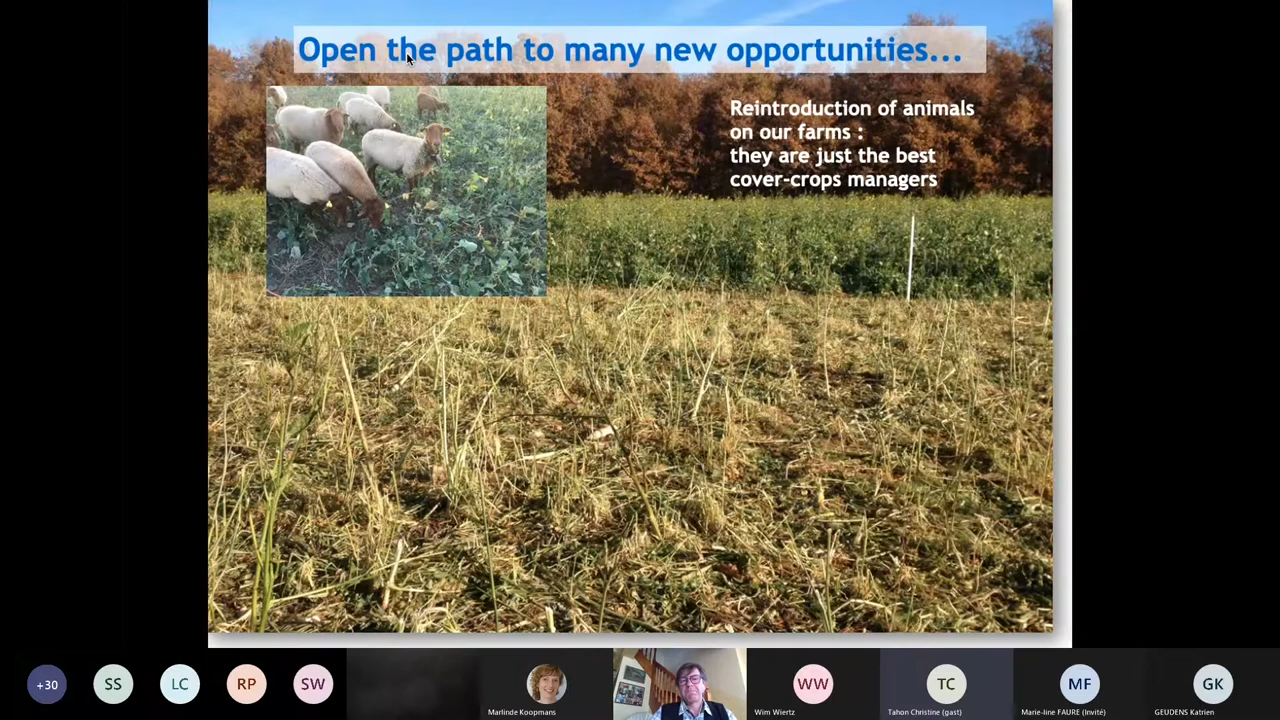 Open the path to many new opportunities...
Reintroduction of animals
on our farms :
they are just the best
cover-crops managers
+30
SS
LC
RP
SW
Marlinde Koopmans
WW
Wim Wiertz
TC
Tahon Christine (gast)
MF
Marie-line FAURE (Invité)
GK
GEUDENS Katrien